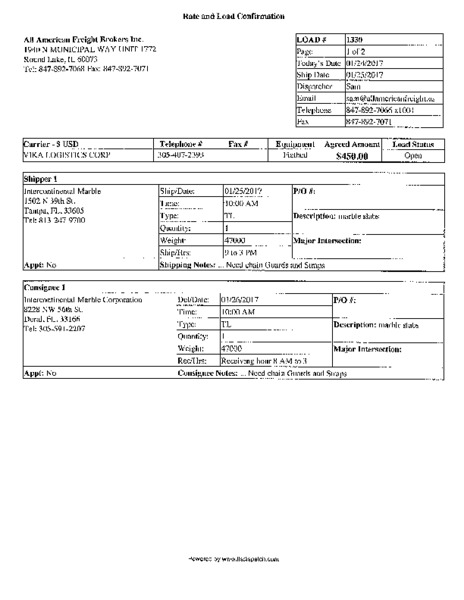 Rate and Load Confirmation
All American Freight Brokers Inc.
1940 N MUNICIPAL WAY UNIT 1772
Round Lake, IL 60073
Tel: 847-892-7068 Fax: 847-892-7071
LOAD # 1330
Page 1 of 2
Today's Date 01/24/2017
Ship Date 01/25/2017
Dispatcher Sam
Email
Telephone 847-892-7068 x1001
Fax 847-892-7071
Carrier - $ USD Telephone # Fax # Equipment Agreed Amount Load Status
VIKA LOGISTICS CORP 305-407-2393 Flatbed $450.00 Open
Shipper 1
Intercontinental Marble Ship/Date: 01/25/2017 P/O #:
1502 N 39th St. Time: 10:00 AM
Tampa, FL, 33605 Type: TL Description: marble slabs
Tel: 813-247-9700 Quantity: 1
Weight: 47000 Major Intersection:
Ship/Hrs: 9 to 3 PM
Appt: No Shipping Notes: ... Need chain Guards and Straps
Consignee 1
Intercontinental Marble Corporation Del/Date: 01/26/2017 P/O #:
8228 NW 56th St. Time: 10:00 AM
Doral, FL, 33166 Type: TL Description: marble slabs
Tel: 305-591-2207 Quantity: 1
Weight: 47000 Major Intersection:
Rec/Hrs: Receiving hour 8 AM to 3
Appt: No Consignee Notes: ... Need chain Guards and Straps
Powered by